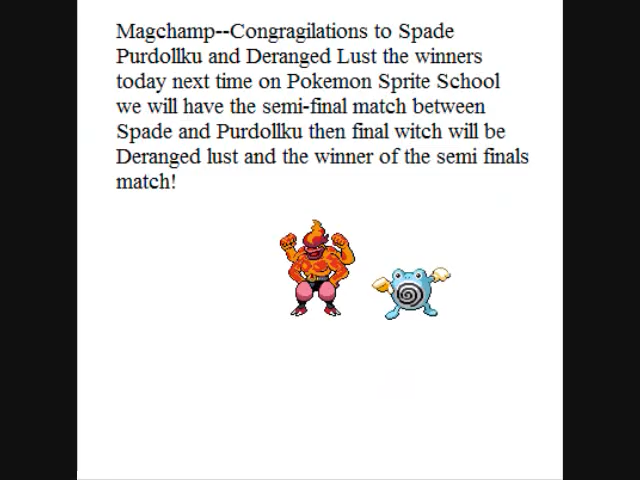 Magchamp--Congragilations to Spade
Purdollku and Deranged Lust the winners
today next time on Pokemon Sprite School
we will have the semi-final match between
Spade and Purdollku then final witch will be
Deranged lust and the winner of the semi finals
match!